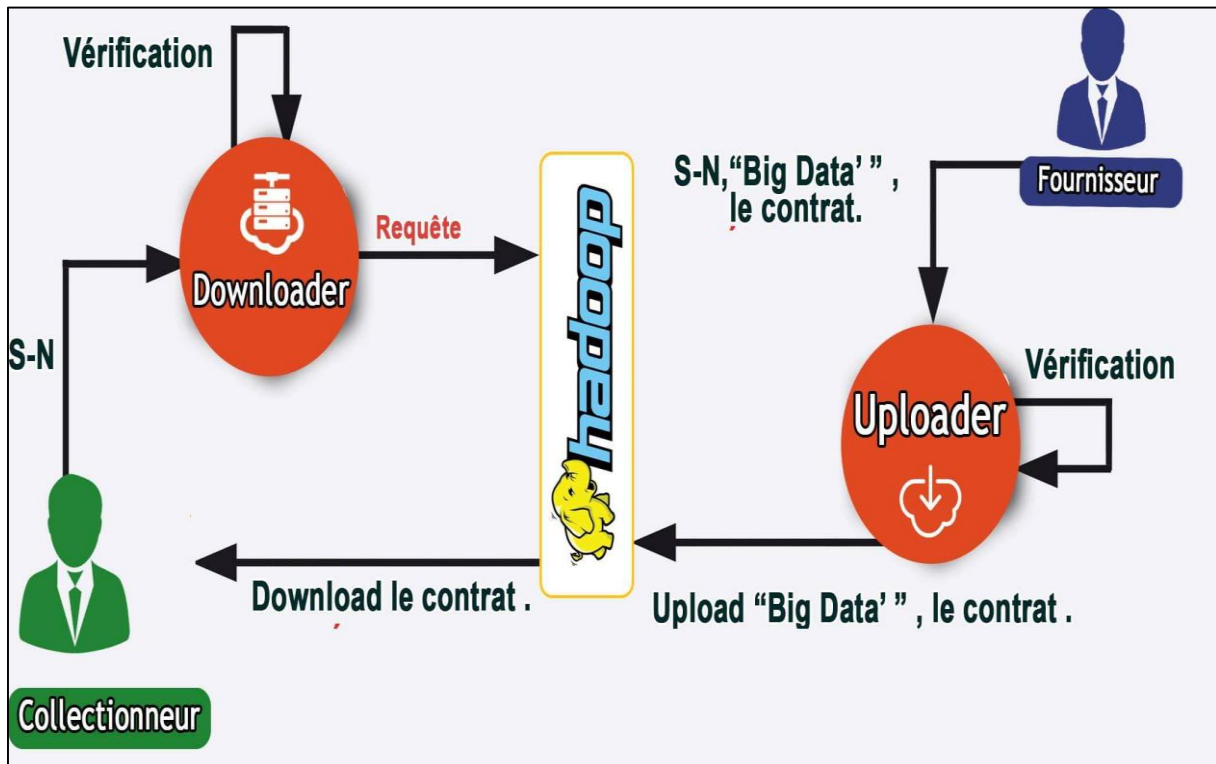 Vérification
S-N,“Big Data’ ” ,
le contrat.
Fournisseur
Requête
hadoop
Downloader
S-N
Vérification
Uploader
Download le contrat .
Upload “Big Data’ ” , le contrat .
Collectionneur